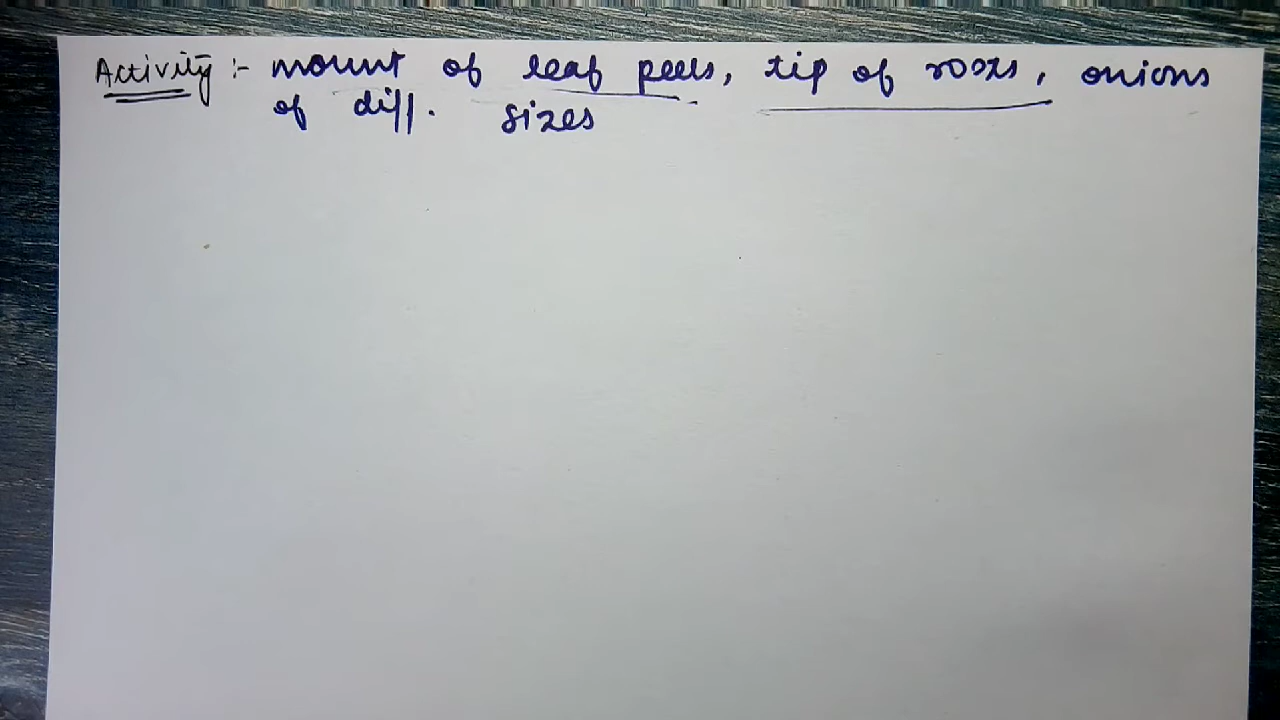 Activity :- mount of leaf peels, tip of roots, onions
of diff. sizes